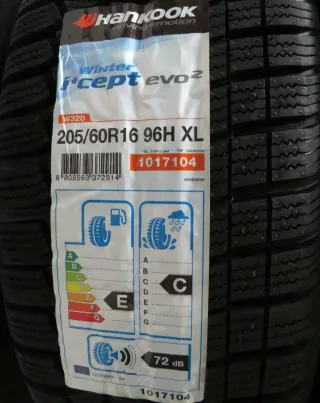 HANKOOK
driving emotion
Winter
i*cept evo²
W320
205/60R16 96H XL
1017104
8 808563 372914
A
B
C
D
E
F
G
E
A
B
C
D
E
F
G
C
72 dB
1017104